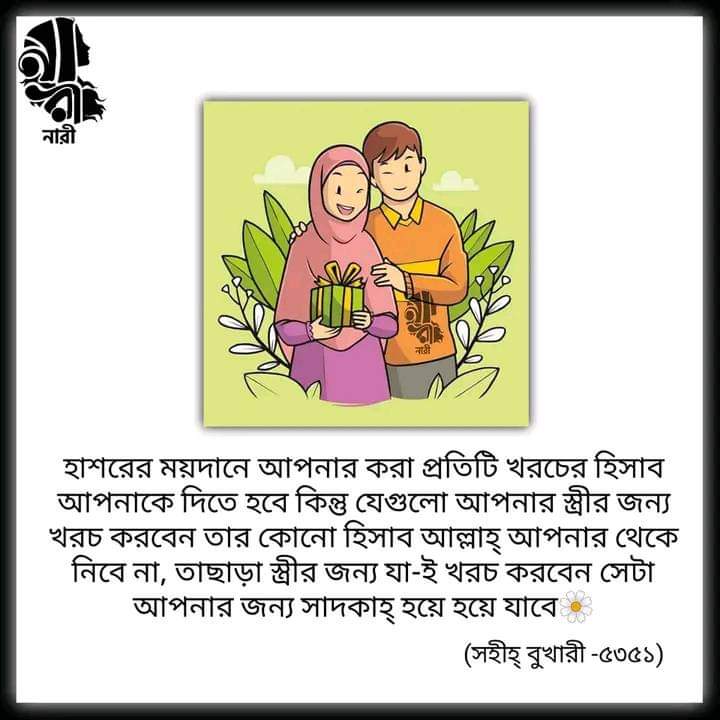 নারী
নারী
নারী
নারী
হাশরের ময়দানে আপনার করা প্রতিটি খরচের হিসাব
আপনাকে দিতে হবে কিন্তু যেগুলো আপনার স্ত্রীর জন্য
খরচ করবেন তার কোনো হিসাব আল্লাহ্ আপনার থেকে
নিবে না, তাছাড়া স্ত্রীর জন্য যা-ই খরচ করবেন সেটা
আপনার জন্য সাদকাহ্ হয়ে হয়ে যাবে
(সহীহ্ বুখারী -৫৩৫১)